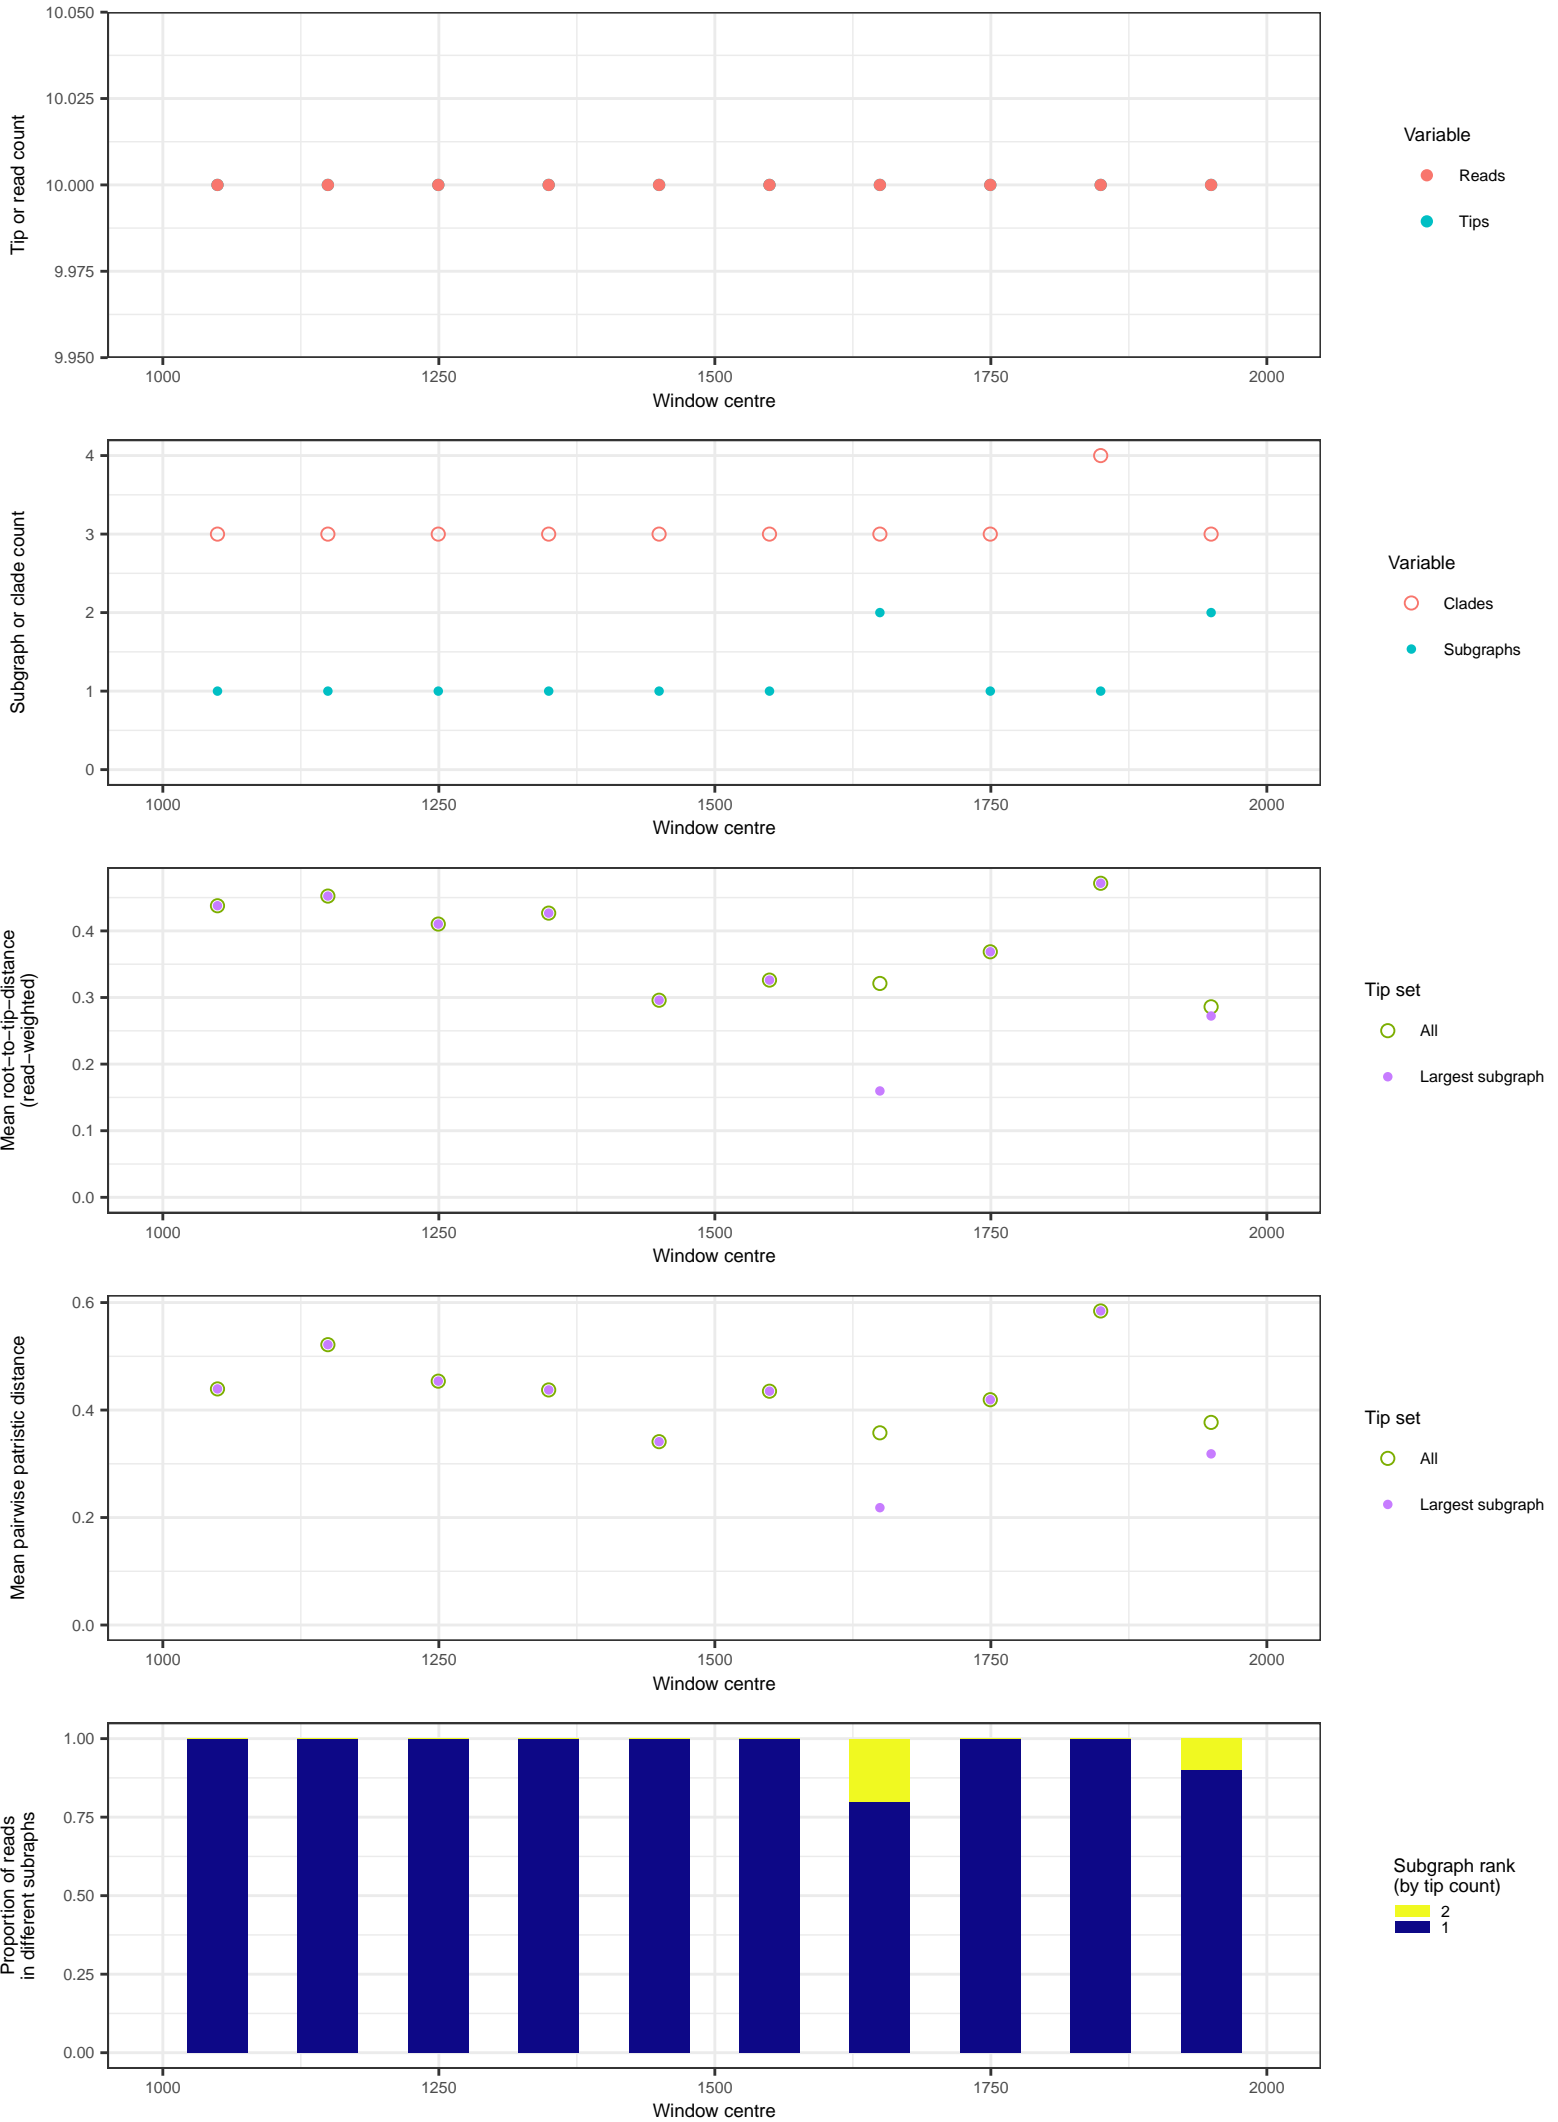 10.050
10.025
10.000
9.975
9.950
Tip or read count
1000 1250 1500 1750 2000
Window centre
Variable
Reads
Tips
4
3
2
1
0
Subgraph or clade count
1000 1250 1500 1750 2000
Window centre
Variable
Clades
Subgraphs
0.4
0.3
0.2
0.1
0.0
Mean root−to−tip−distance
(read−weighted)
1000 1250 1500 1750 2000
Window centre
Tip set
All
Largest subgraph
0.6
0.4
0.2
0.0
Mean pairwise patristic distance
1000 1250 1500 1750 2000
Window centre
Tip set
All
Largest subgraph
1.00
0.75
0.50
0.25
0.00
Proportion of reads
in different subraphs
1000 1250 1500 1750 2000
Window centre
Subgraph rank
(by tip count)
2
1